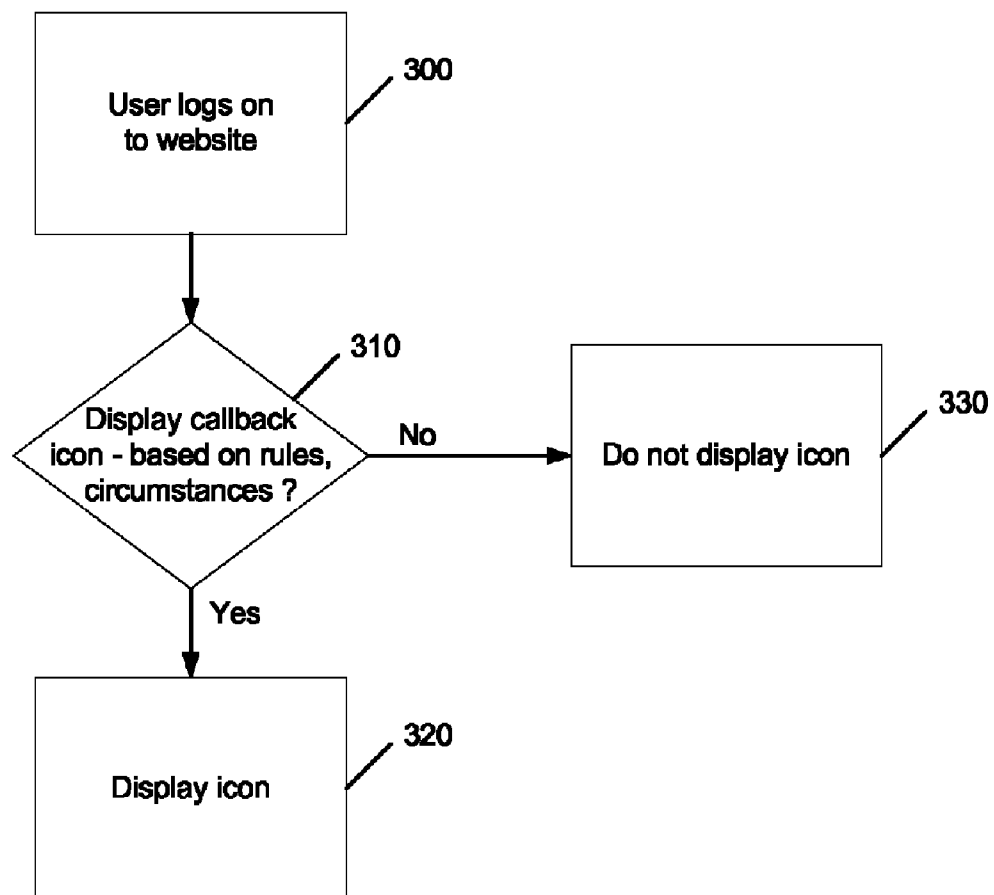 300
User logs on
to website
310
Display callback
icon - based on rules,
circumstances ?
No
330
Do not display icon
Yes
320
Display icon